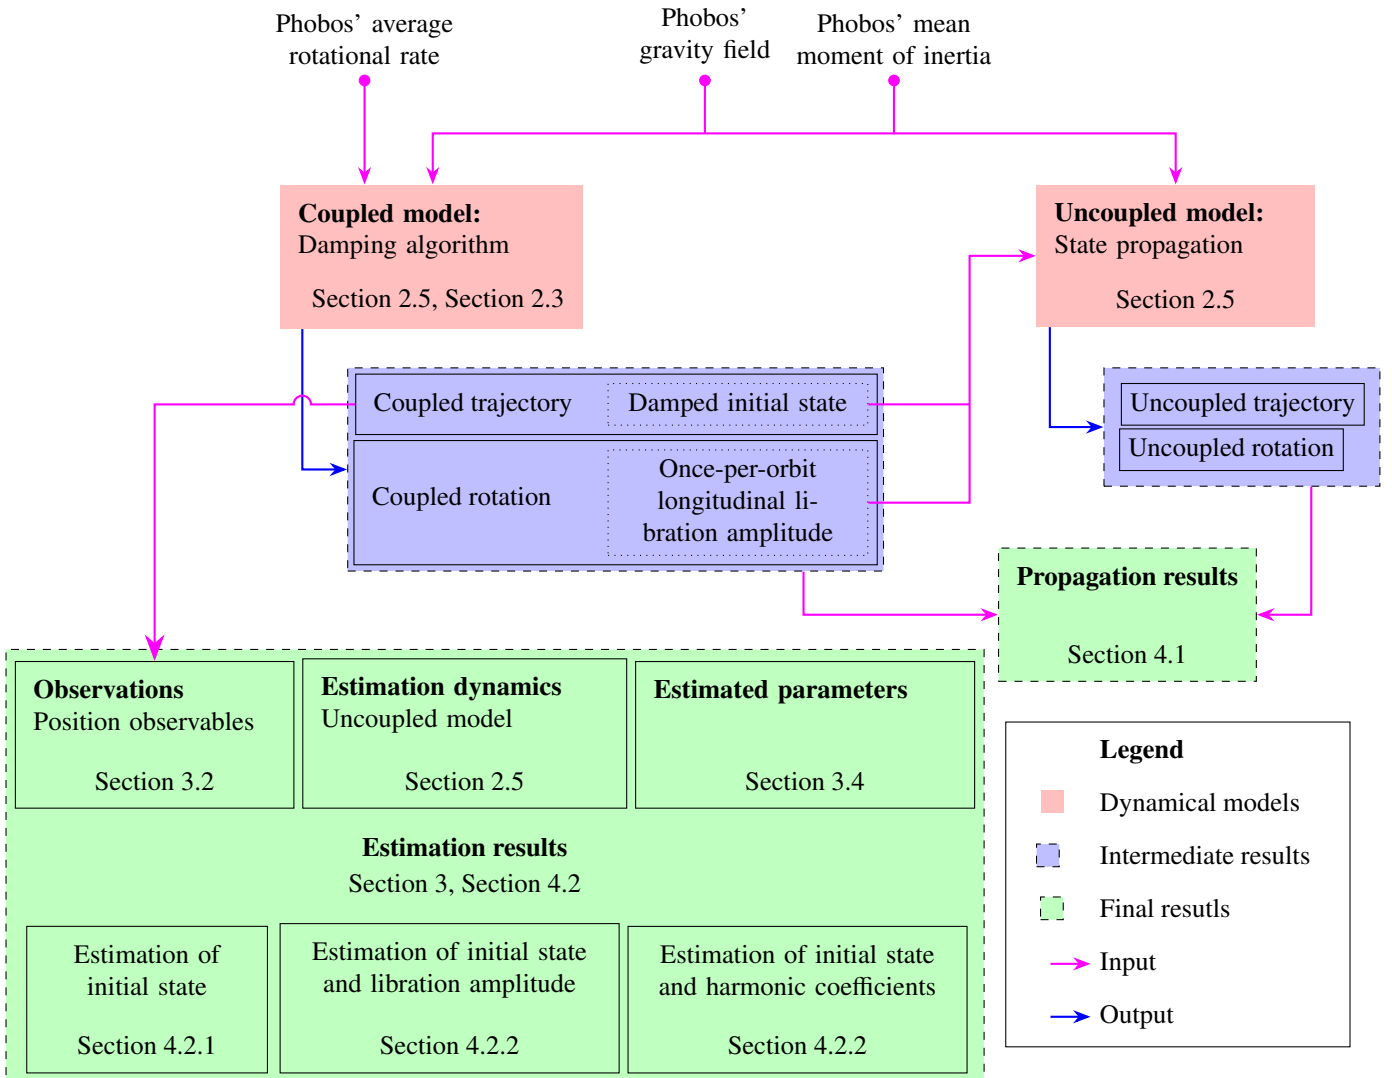 Phobos' average
rotational rate
Phobos'
gravity field
Phobos' mean
moment of inertia
Coupled model:
Damping algorithm
Section 2.5, Section 2.3
Uncoupled model:
State propagation
Section 2.5
Coupled trajectory
Damped initial state
Coupled rotation
Once-per-orbit
longitudinal li-
bration amplitude
Uncoupled trajectory
Uncoupled rotation
Propagation results
Section 4.1
Observations
Position observables
Section 3.2
Estimation dynamics
Uncoupled model
Section 2.5
Estimated parameters
Section 3.4
Estimation results
Section 3, Section 4.2
Estimation of
initial state
Section 4.2.1
Estimation of initial state
and libration amplitude
Section 4.2.2
Estimation of initial state
and harmonic coefficients
Section 4.2.2
Legend
Dynamical models
Intermediate results
Final resutls
Input
Output